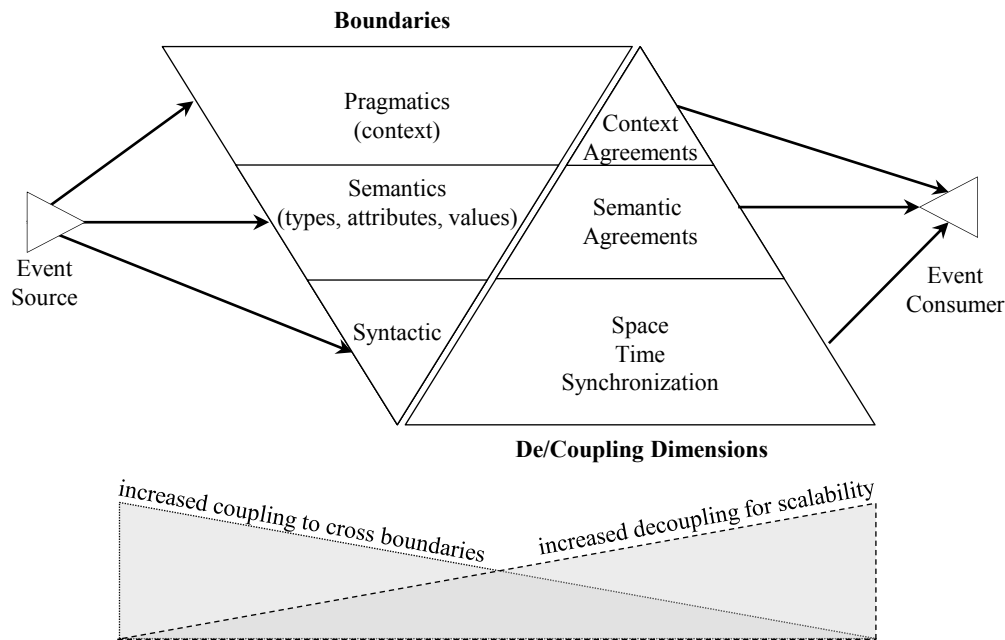 Boundaries
Pragmatics
(context)
Context
Agreements
Semantics
(types, attributes, values)
Semantic
Agreements
Event
Source
Event
Consumer
Syntactic
Space
Time
Synchronization
De/Coupling Dimensions
increased coupling to cross boundaries
increased decoupling for scalability